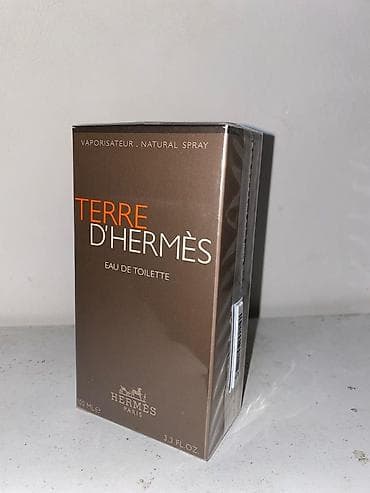 VAPORISATEUR . NATURAL SPRAY
TERRE
D'HERMÈS
EAU DE TOILETTE
HERMÈS
PARIS
100 ML e 3.3 FL.OZ.